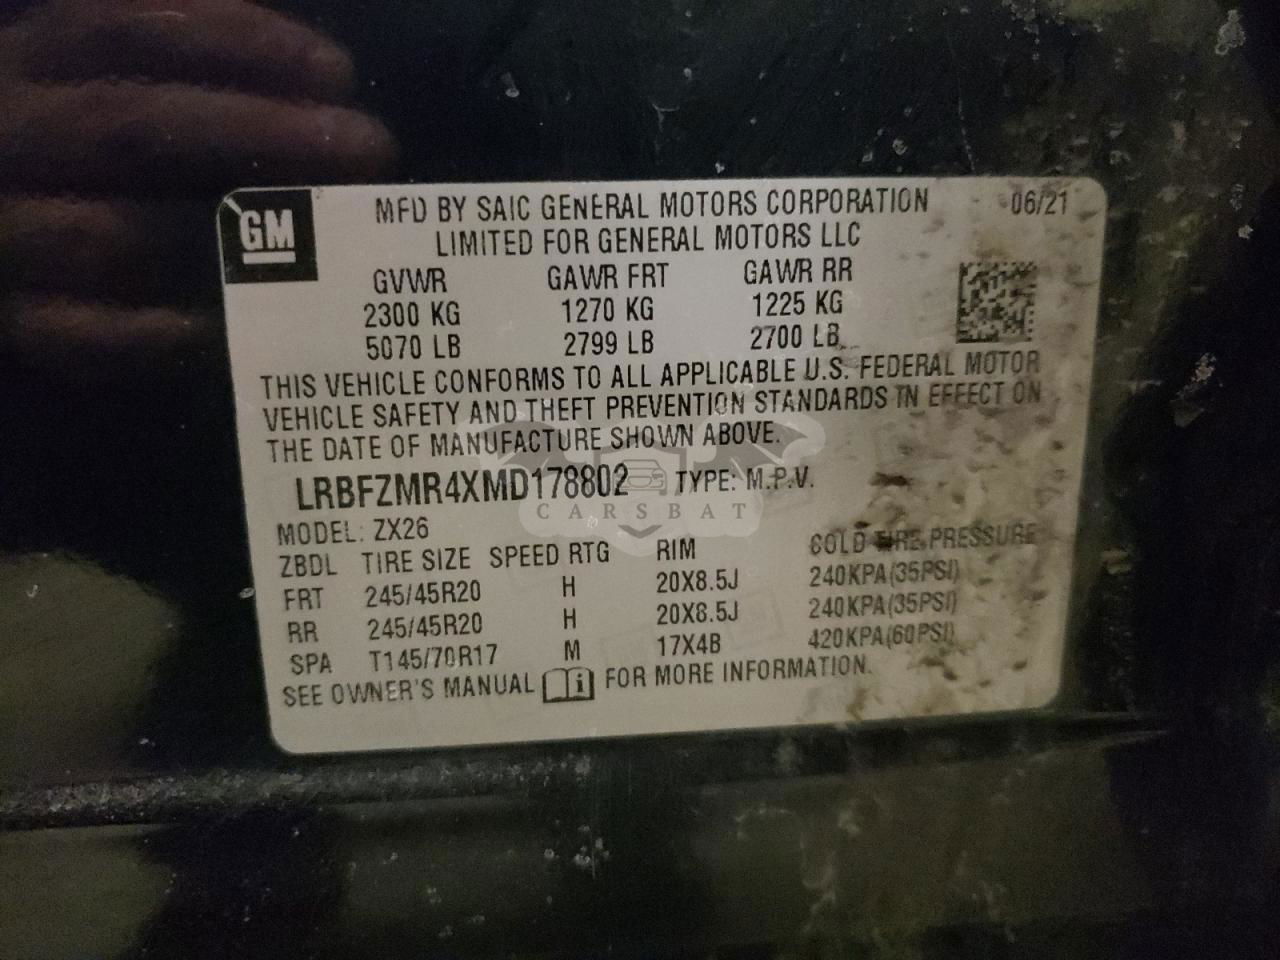 GM
MFD BY SAIC GENERAL MOTORS CORPORATION 06/21
LIMITED FOR GENERAL MOTORS LLC
GVWR GAWR FRT GAWR RR
2300 KG 1270 KG 1225 KG
5070 LB 2799 LB 2700 LB
THIS VEHICLE CONFORMS TO ALL APPLICABLE U.S. FEDERAL MOTOR
VEHICLE SAFETY AND THEFT PREVENTION STANDARDS IN EFFECT ON
THE DATE OF MANUFACTURE SHOWN ABOVE.
LRBFZMR4XMD178802 TYPE: M.P.V.
CARSBAT
MODEL: ZX26
ZBDL TIRE SIZE SPEED RTG RIM COLD TIRE PRESSURE
FRT 245/45R20 H 20X8.5J 240KPA(35PSI)
RR 245/45R20 H 20X8.5J 240KPA(35PSI)
SPA T145/70R17 M 17X4B 420KPA(60PSI)
SEE OWNER'S MANUAL i FOR MORE INFORMATION.